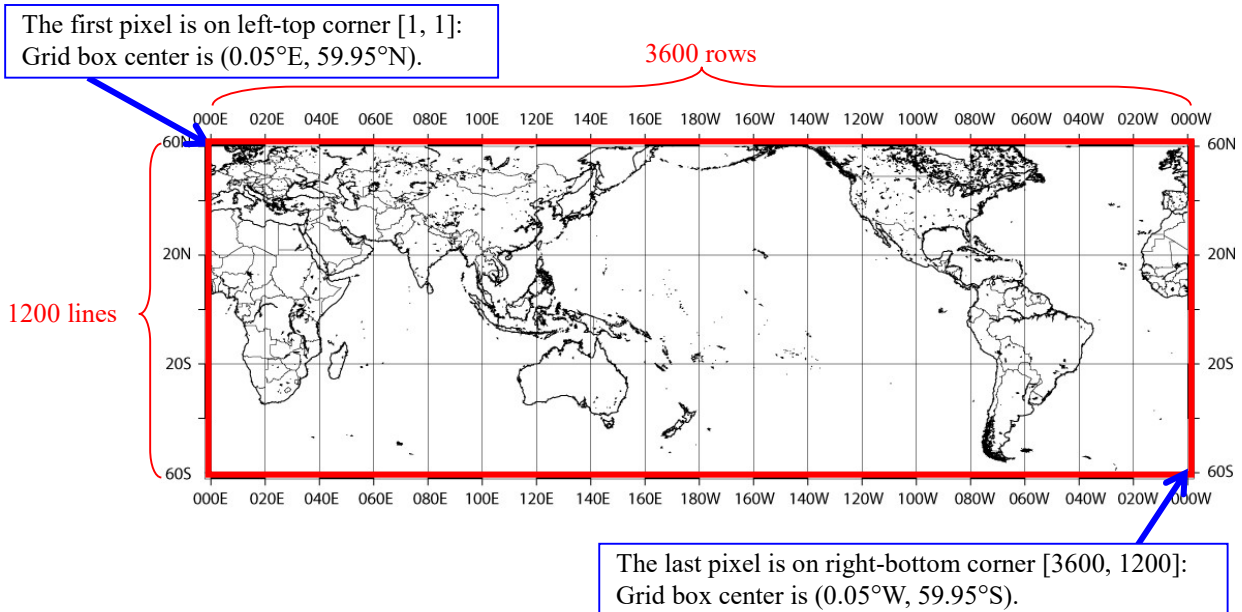 The first pixel is on left-top corner [1, 1]:
Grid box center is (0.05°E, 59.95°N).
3600 rows
000E 020E 040E 060E 080E 100E 120E 140E 160E 180W 160W 140W 120W 100W 080W 060W 040W 020W 000W
60N 60N
20N 20N
1200 lines
20S 20S
60S 60S
000E 020E 040E 060E 080E 100E 120E 140E 160E 180W 160W 140W 120W 100W 080W 060W 040W 020W 000W
The last pixel is on right-bottom corner [3600, 1200]:
Grid box center is (0.05°W, 59.95°S).